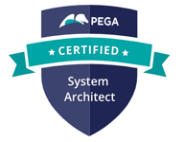 PEGA
★ CERTIFIED ★
System
Architect